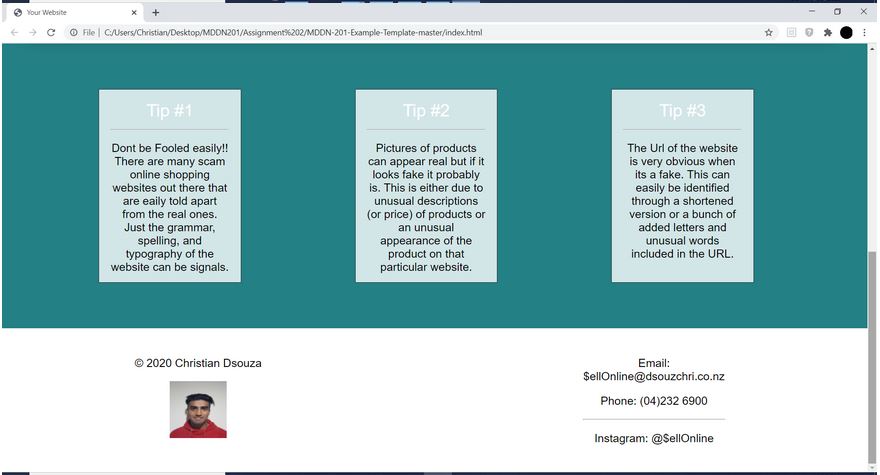 Your Website
File | C:/Users/Christian/Desktop/MDDN201/Assignment%202/MDDN-201-Example-Template-master/index.html
Tip #1
Dont be Fooled easily!!
There are many scam
online shopping
websites out there that
are eaily told apart
from the real ones.
Just the grammar,
spelling, and
typography of the
website can be signals.
Tip #2
Pictures of products
can appear real but if it
looks fake it probably
is. This is either due to
unusual descriptions
(or price) of products or
an unusual
appearance of the
product on that
particular website.
Tip #3
The Url of the website
is very obvious when
its a fake. This can
easily be identified
through a shortened
version or a bunch of
added letters and
unusual words
included in the URL.
© 2020 Christian Dsouza
Email:
$ellOnline@dsouzchri.co.nz
Phone: (04)232 6900
Instagram: @$ellOnline